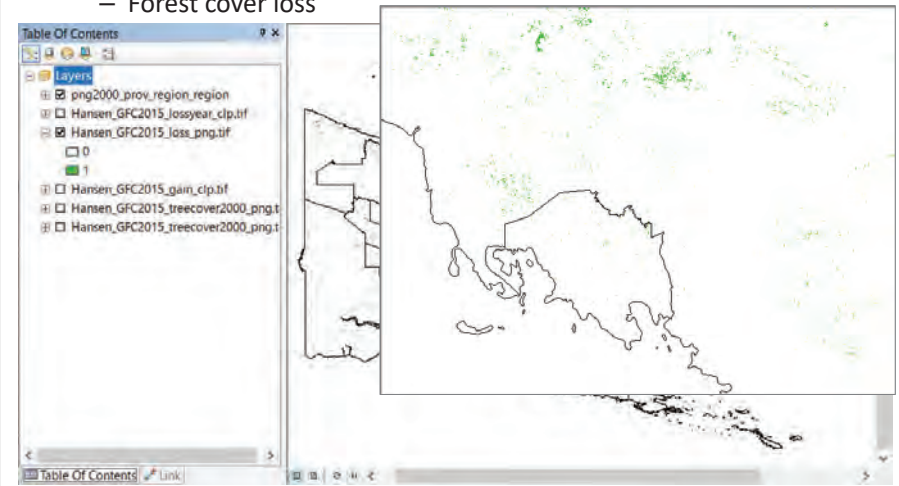 – Forest cover loss
Table Of Contents
Layers
png2000_prov_region_region
Hansen_GFC2015_lossyear_clp.tif
Hansen_GFC2015_loss_png.tif
0
1
Hansen_GFC2015_gain_clp.tif
Hansen_GFC2015_treecover2000_png.t
Hansen_GFC2015_treecover2000_png.t
Table Of Contents Link